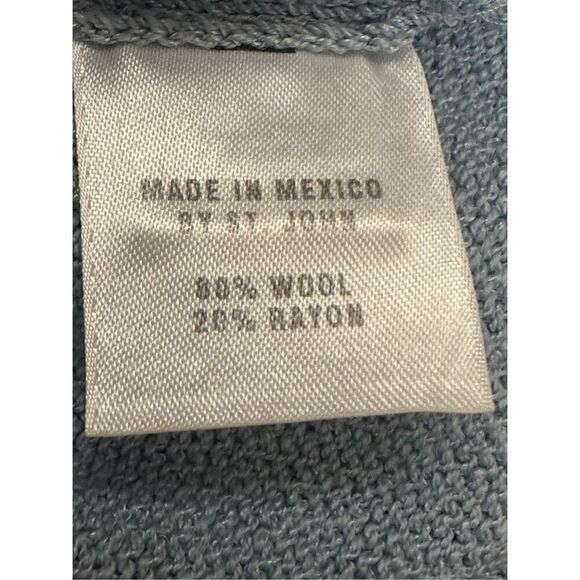 MADE IN MEXICO
BY ST. JOHN
80% WOOL
20% RAYON